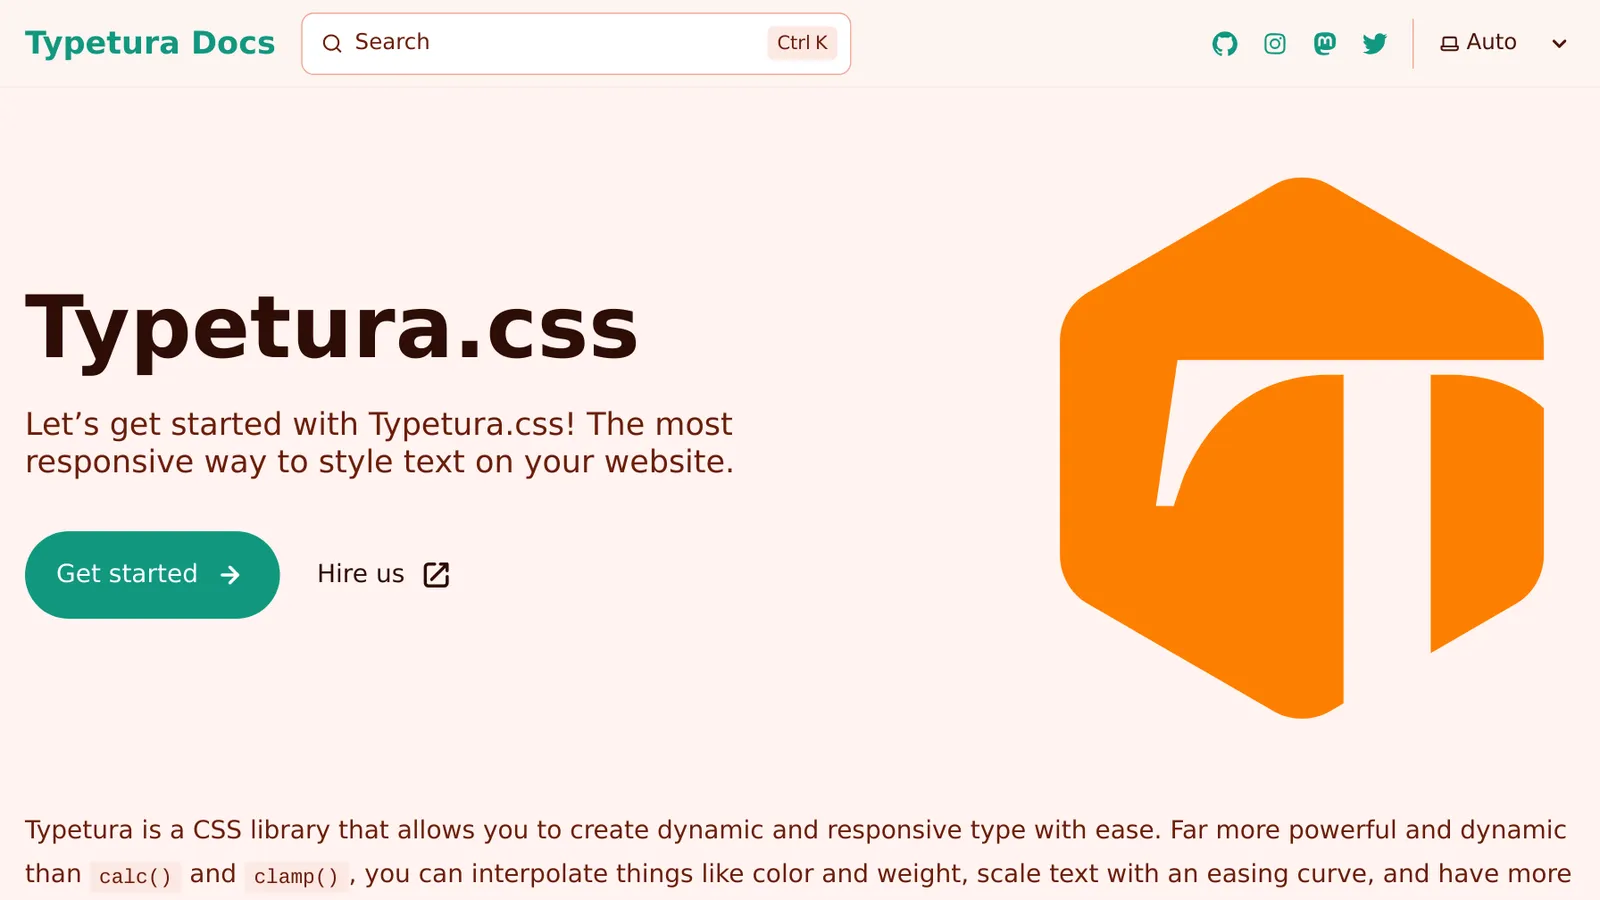 Typetura Docs
Search
Ctrl K
Auto
Typetura.css
Let’s get started with Typetura.css! The most
responsive way to style text on your website.
Get started
Hire us
Typetura is a CSS library that allows you to create dynamic and responsive type with ease. Far more powerful and dynamic
than calc() and clamp(), you can interpolate things like color and weight, scale text with an easing curve, and have more